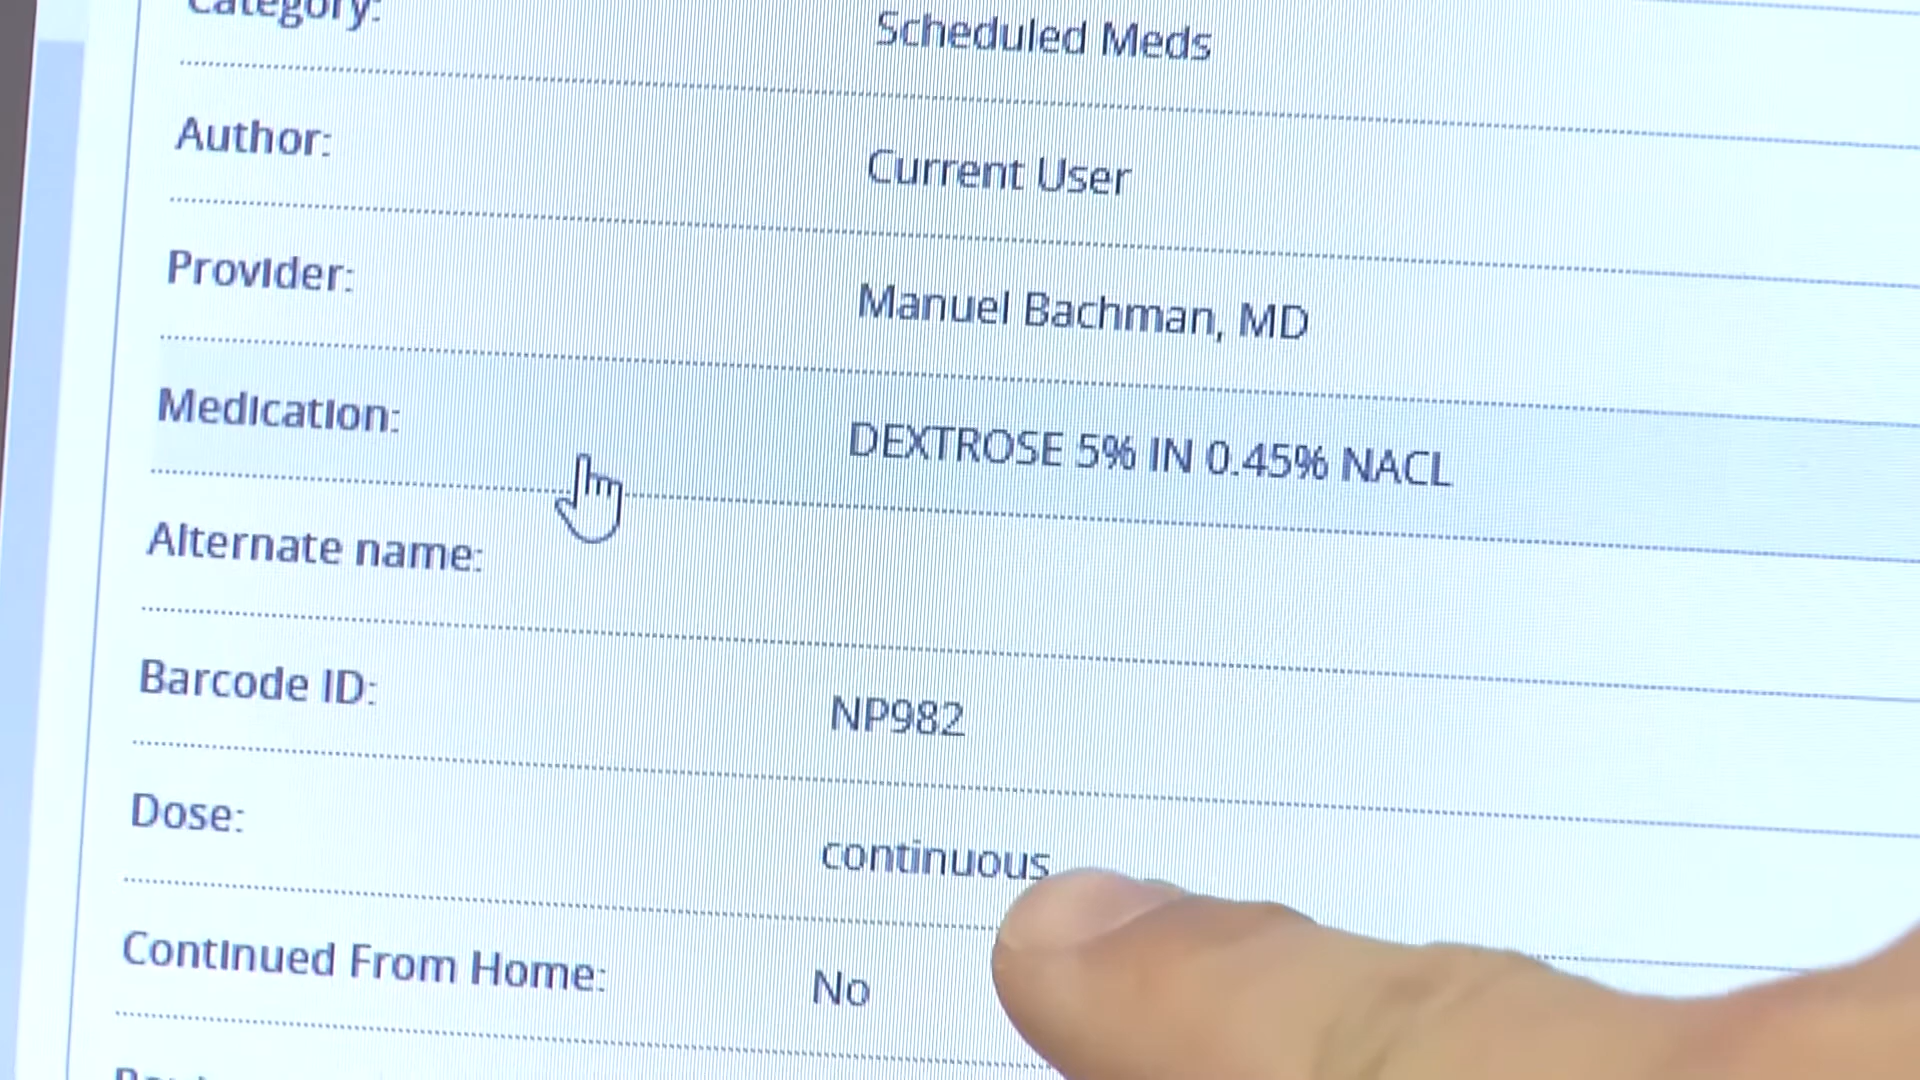 Category: Scheduled Meds
Author: Current User
Provider: Manuel Bachman, MD
Medication: DEXTROSE 5% IN 0.45% NACL
Alternate name:
Barcode ID: NP982
Dose: continuous
Continued From Home: No